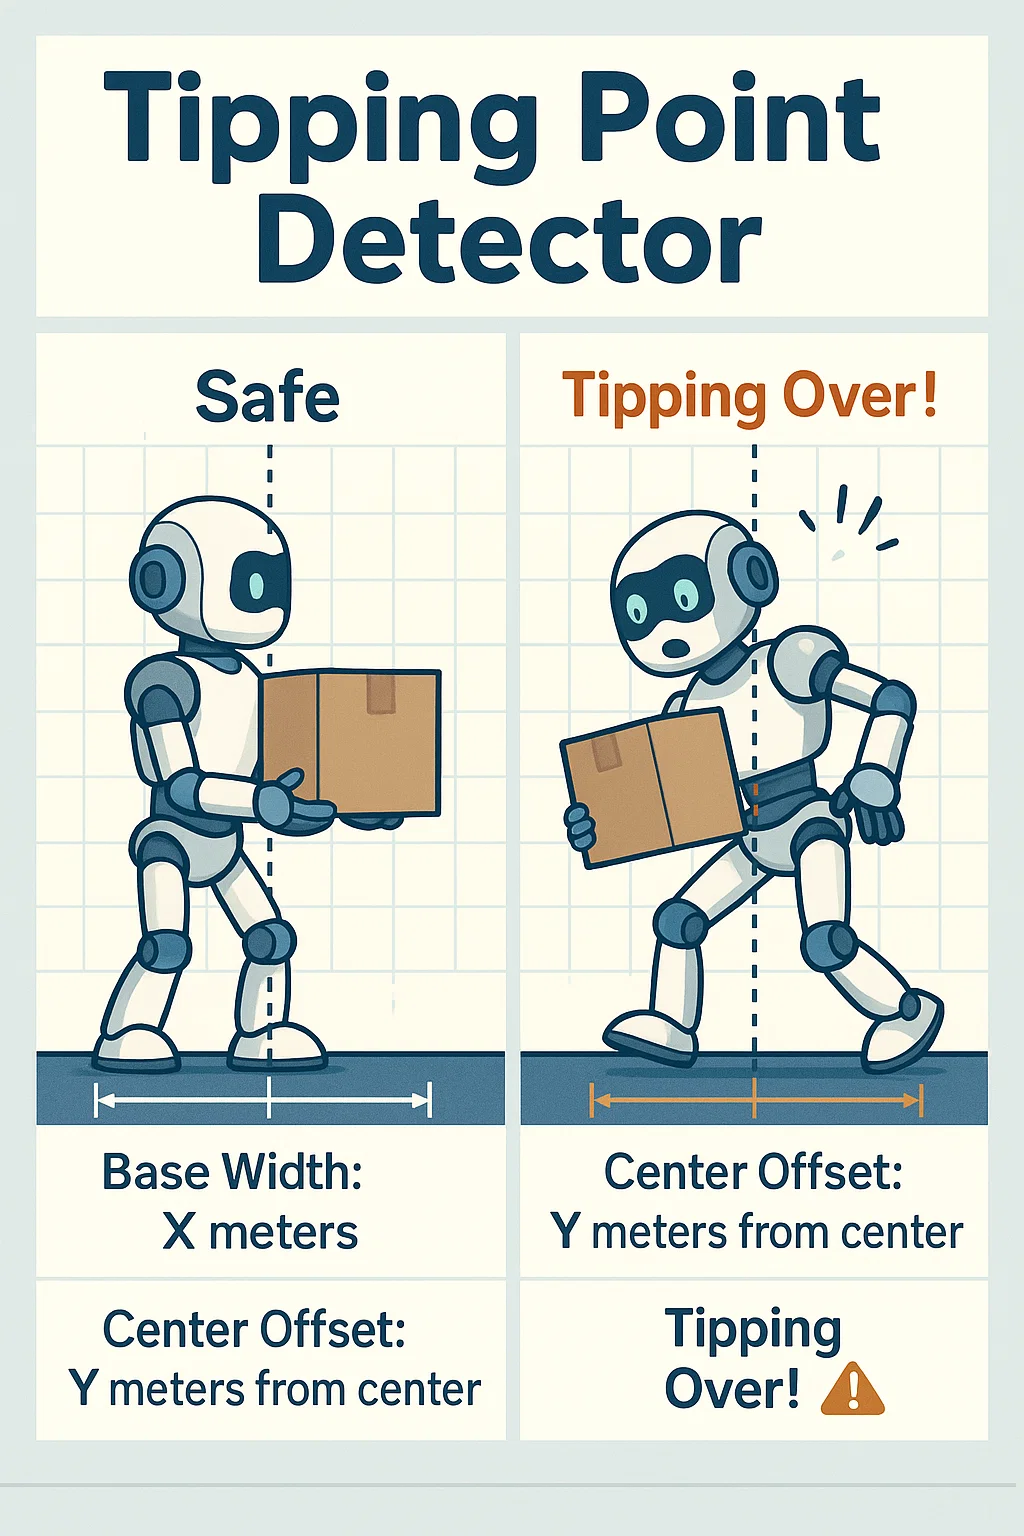 Tipping Point
Detector
Safe
Tipping Over!
Base Width:
X meters
Center Offset:
Y meters from center
Center Offset:
Y meters from center
Tipping
Over!